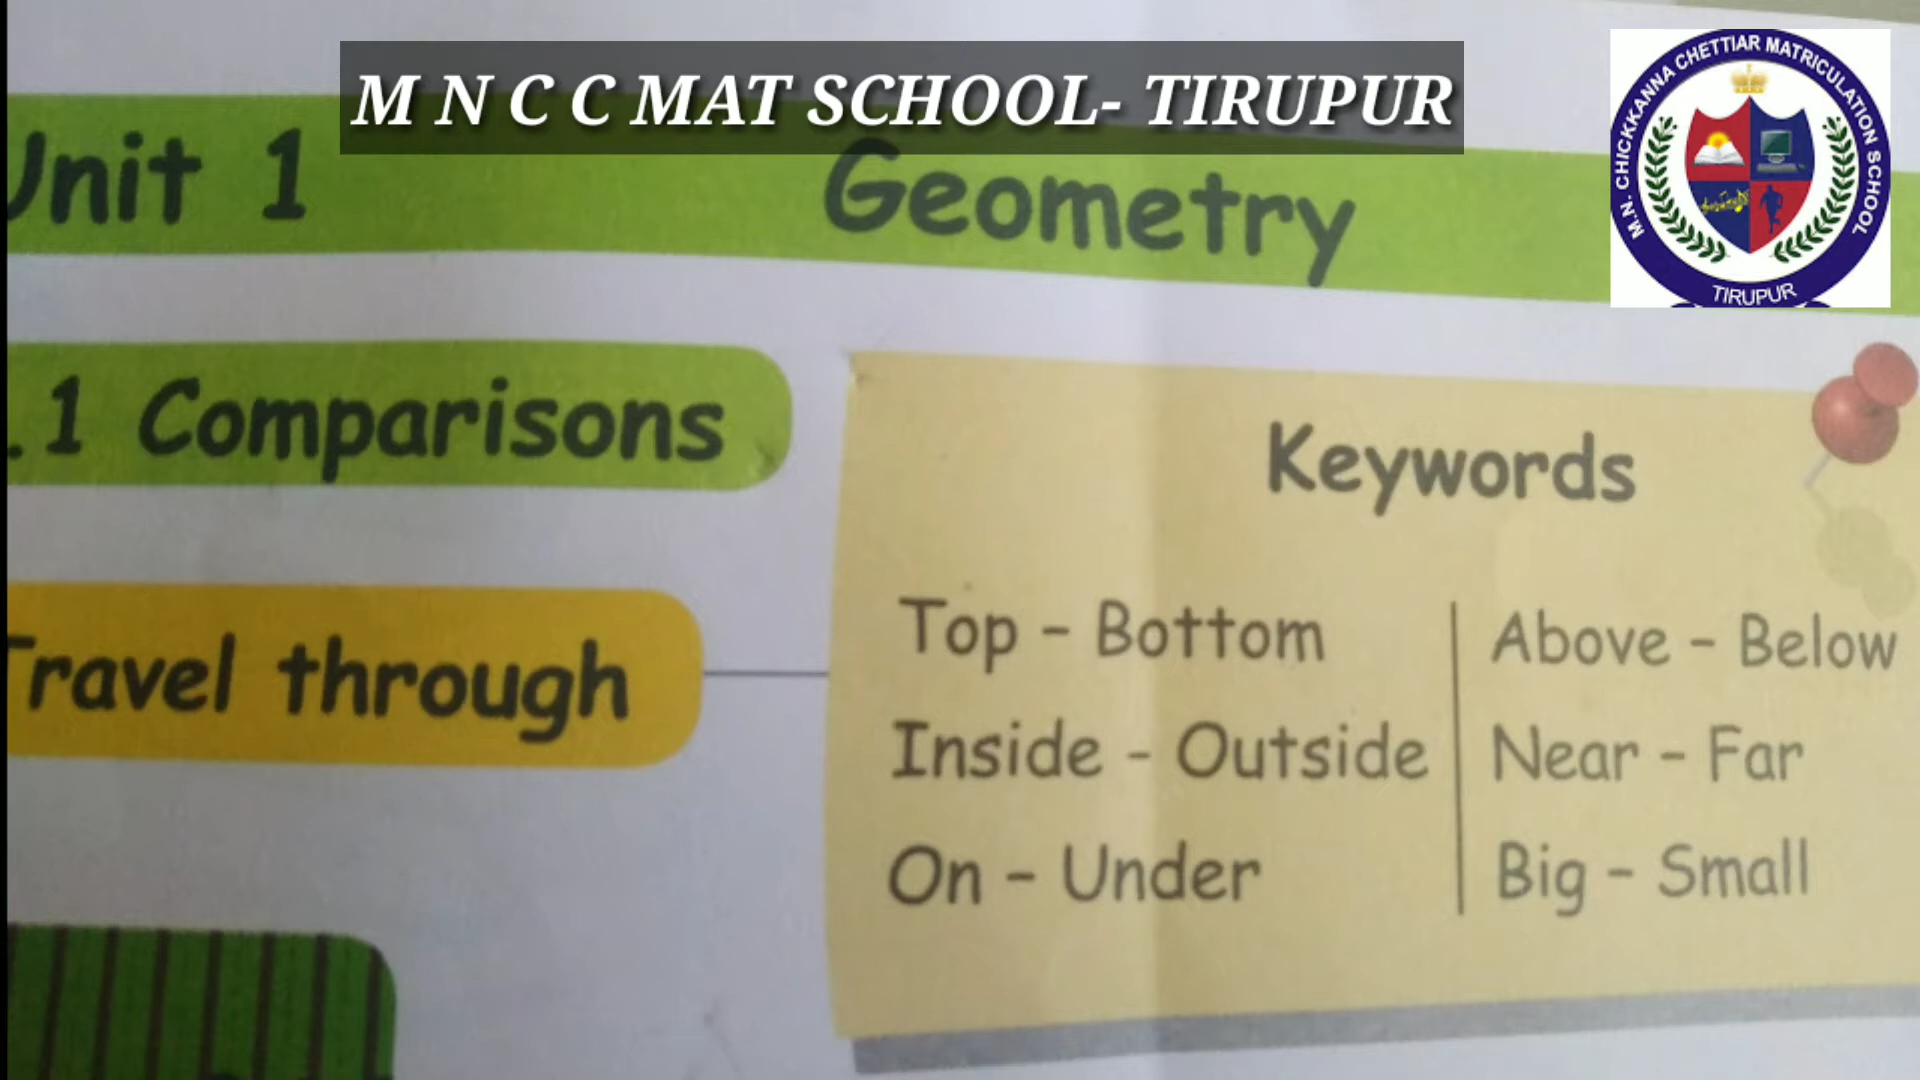 M N C C MAT SCHOOL- TIRUPUR
M.N. CHICKKANNA CHETTIAR MATRICULATION SCHOOL
TIRUPUR
Unit 1 Geometry
.1 Comparisons
Keywords
Travel through
Top – Bottom
Above – Below
Inside - Outside
Near – Far
On – Under
Big – Small